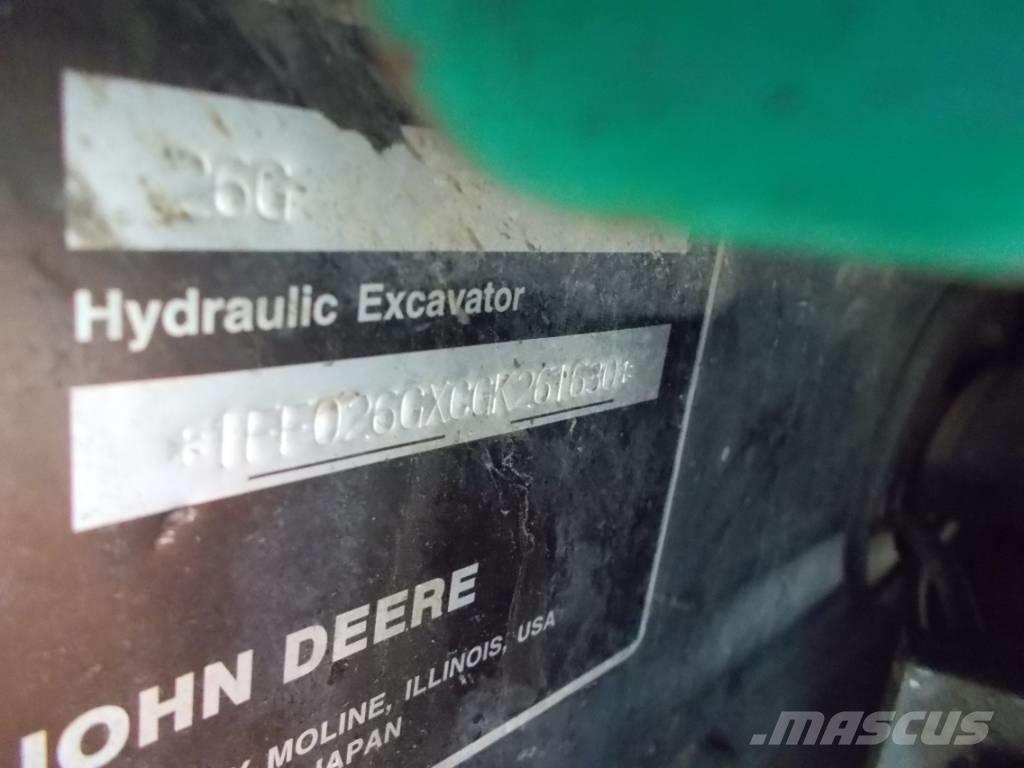 26G
Hydraulic Excavator
*1FF026GXCGK261630*
JOHN DEERE
MOLINE, ILLINOIS, USA
JAPAN
MASCUS